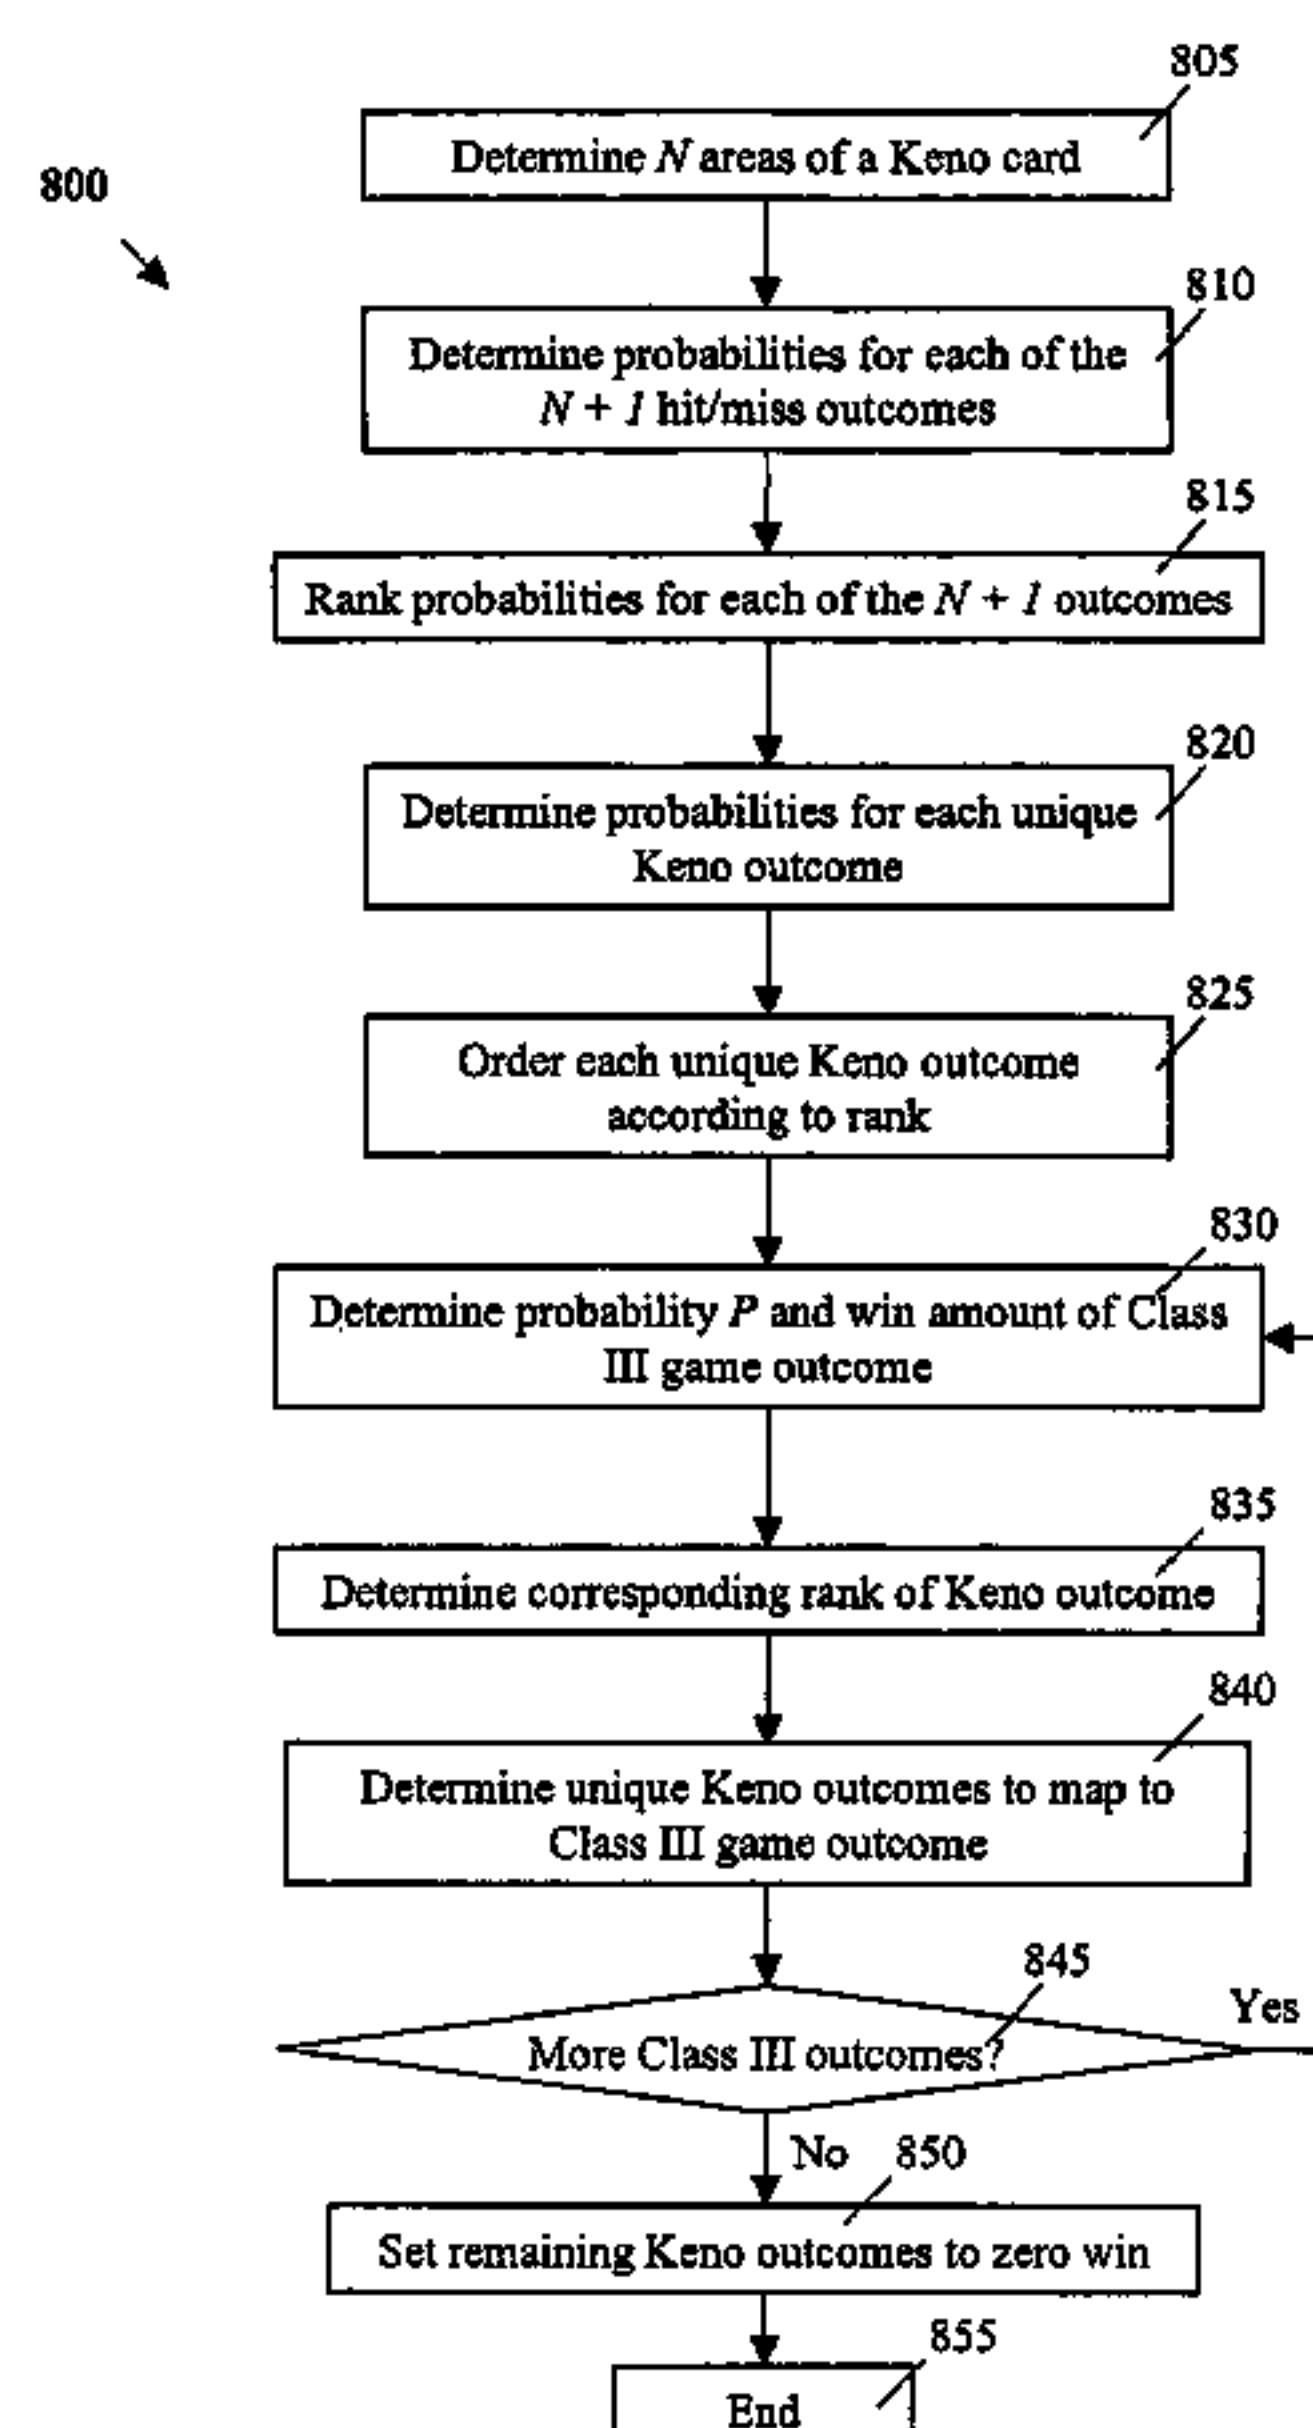 805
Determine N areas of a Keno card
800
810
Determine probabilities for each of the
N + 1 hit/miss outcomes
815
Rank probabilities for each of the N + 1 outcomes
820
Determine probabilities for each unique
Keno outcome
825
Order each unique Keno outcome
according to rank
830
Determine probability P and win amount of Class
III game outcome
835
Determine corresponding rank of Keno outcome
840
Determine unique Keno outcomes to map to
Class III game outcome
845
Yes
More Class III outcomes?
No
850
Set remaining Keno outcomes to zero win
855
End